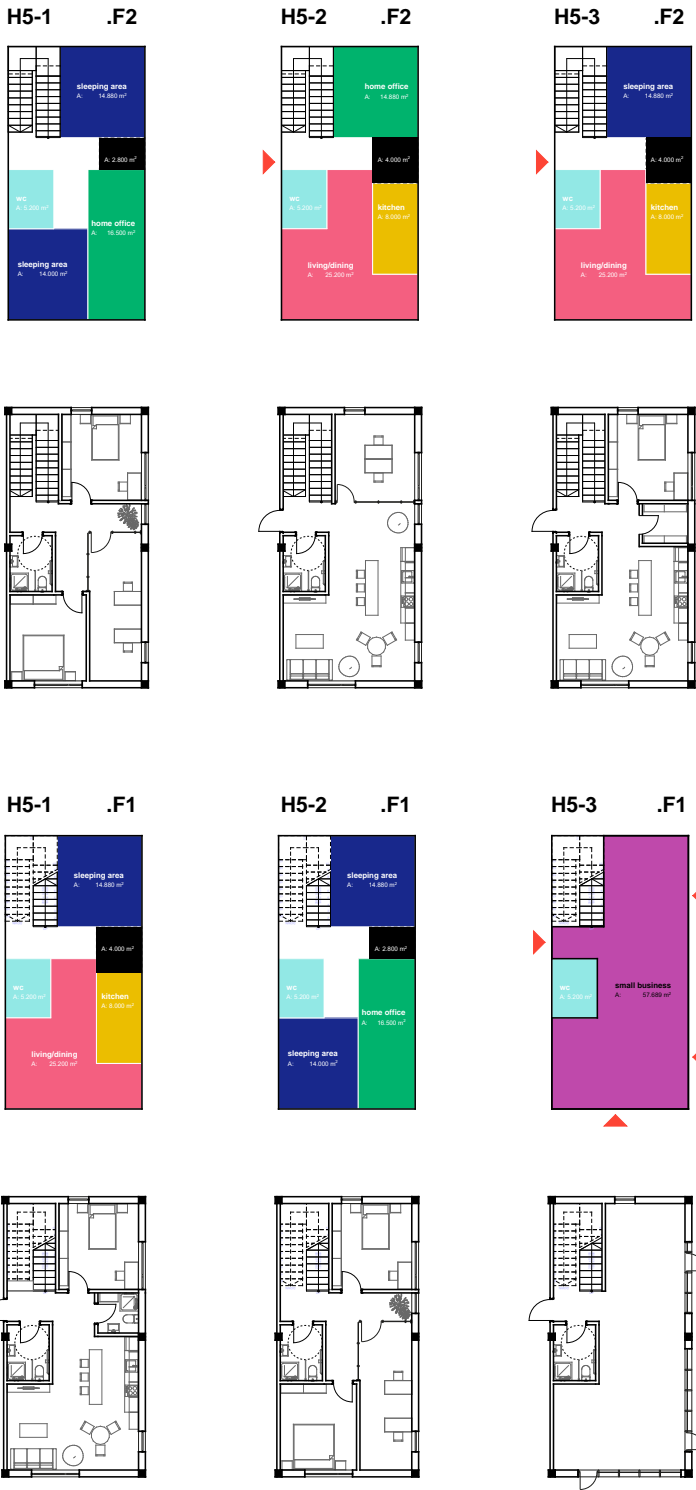 H5-1 .F2
H5-2 .F2
H5-3 .F2
sleeping area
A: 14.880 m²
A: 2.800 m²
wc
A: 5.200 m²
home office
A: 16.500 m²
sleeping area
A: 14.000 m²
home office
A: 14.880 m²
A: 4.000 m²
wc
A: 5.200 m²
kitchen
A: 8.000 m²
living/dining
A: 25.200 m²
sleeping area
A: 14.880 m²
A: 4.000 m²
wc
A: 5.200 m²
kitchen
A: 8.000 m²
living/dining
A: 25.200 m²
H5-1 .F1
H5-2 .F1
H5-3 .F1
sleeping area
A: 14.880 m²
A: 4.000 m²
wc
A: 5.200 m²
kitchen
A: 8.000 m²
living/dining
A: 25.200 m²
sleeping area
A: 14.880 m²
A: 2.800 m²
wc
A: 5.200 m²
home office
A: 16.500 m²
sleeping area
A: 14.000 m²
wc
A: 5.200 m²
small business
A: 57.689 m²